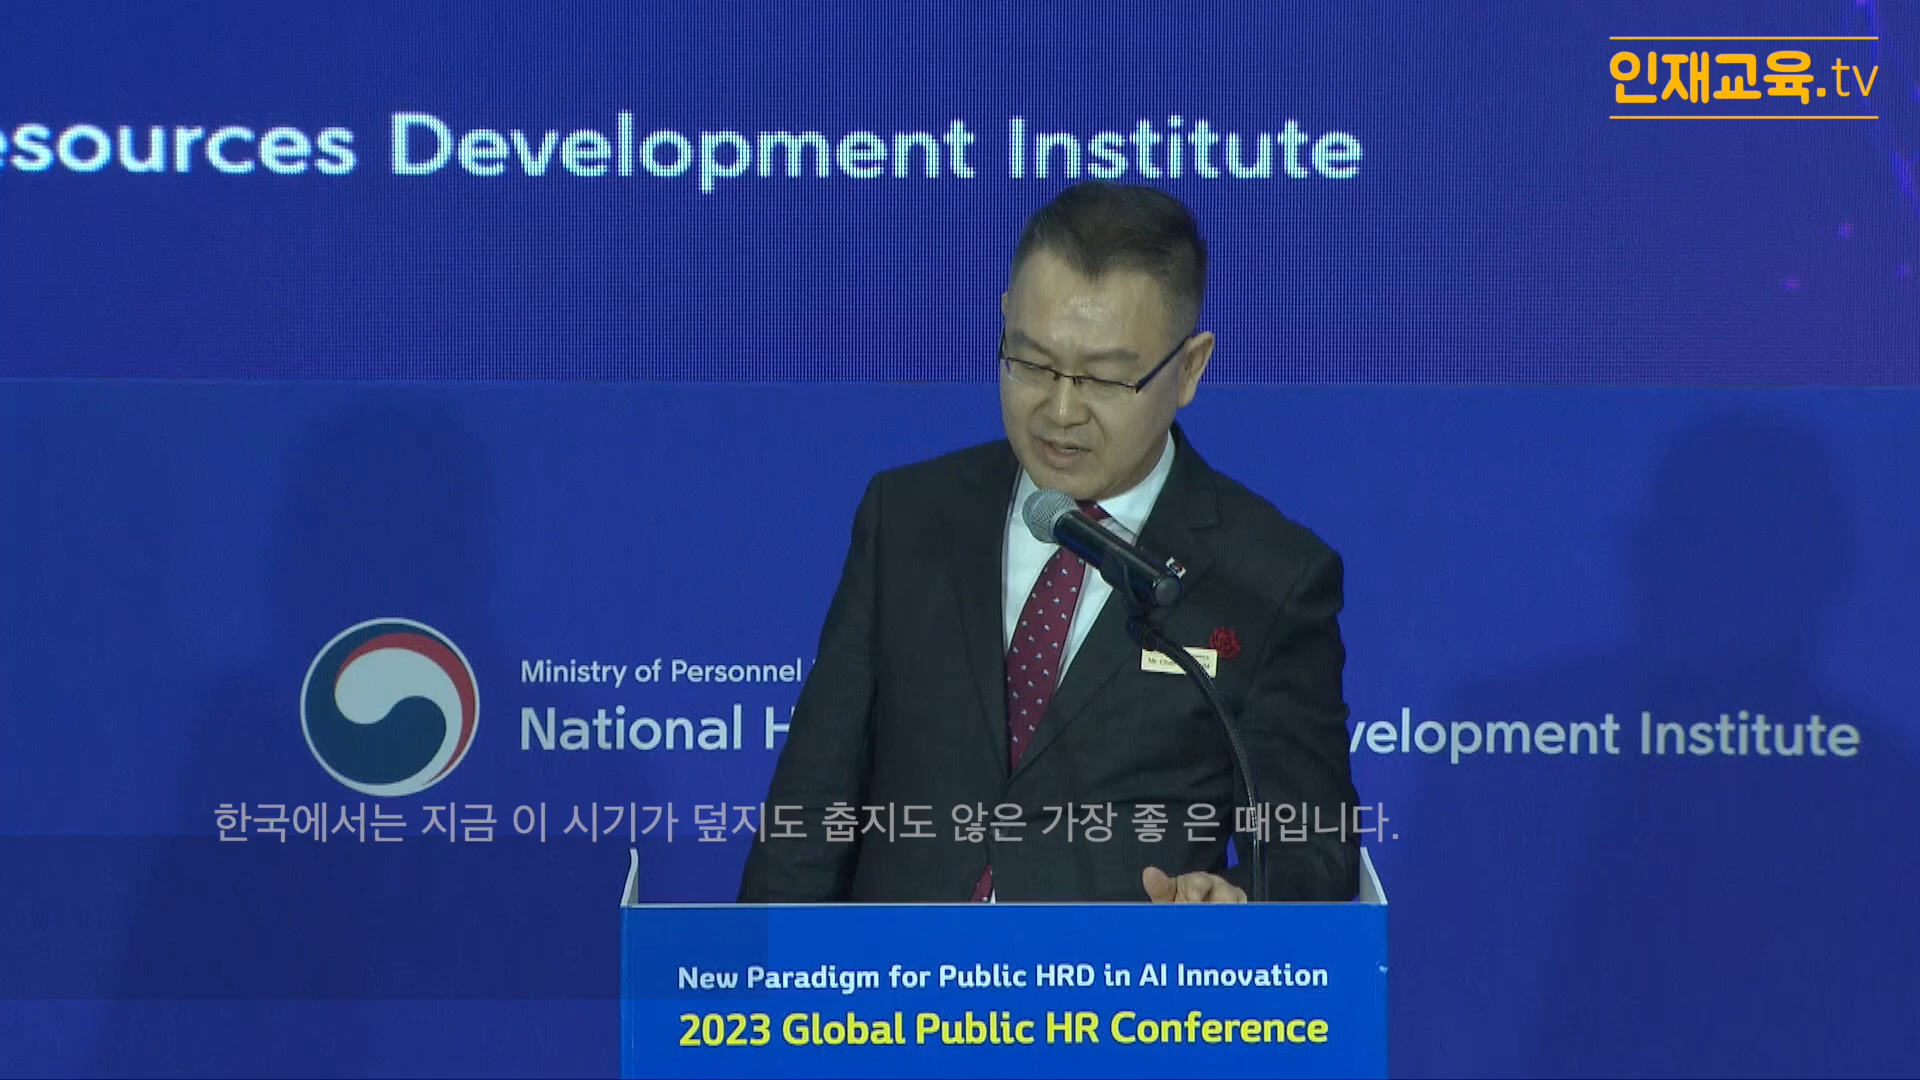 인재교육.tv
esources Development Institute
Ministry of Personnel
National H
velopment Institute
한국에서는 지금 이 시기가 덮지도 춥지도 않은 가장 좋 은 때입니다.
New Paradigm for Public HRD in AI Innovation
2023 Global Public HR Conference